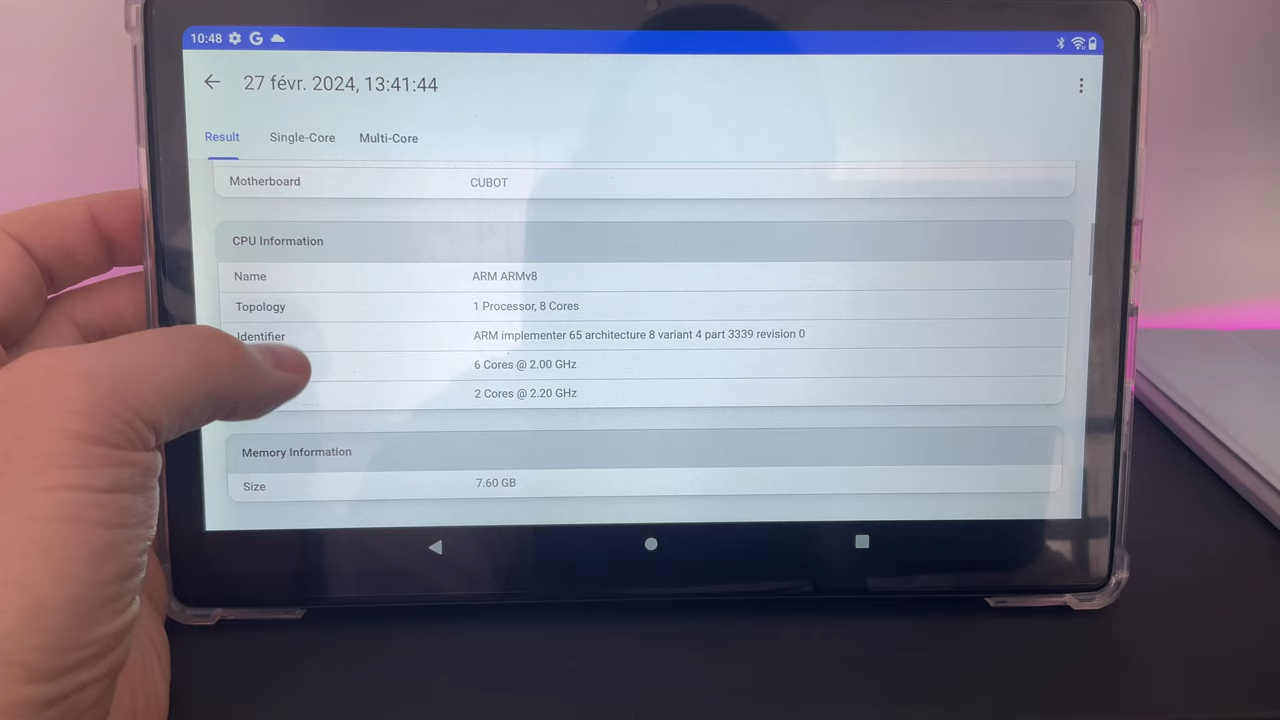 10:48
27 févr. 2024, 13:41:44
Result Single-Core Multi-Core
Motherboard CUBOT
CPU Information
Name ARM ARMv8
Topology 1 Processor, 8 Cores
Identifier ARM implementer 65 architecture 8 variant 4 part 3339 revision 0
6 Cores @ 2.00 GHz
2 Cores @ 2.20 GHz
Memory Information
Size 7.60 GB